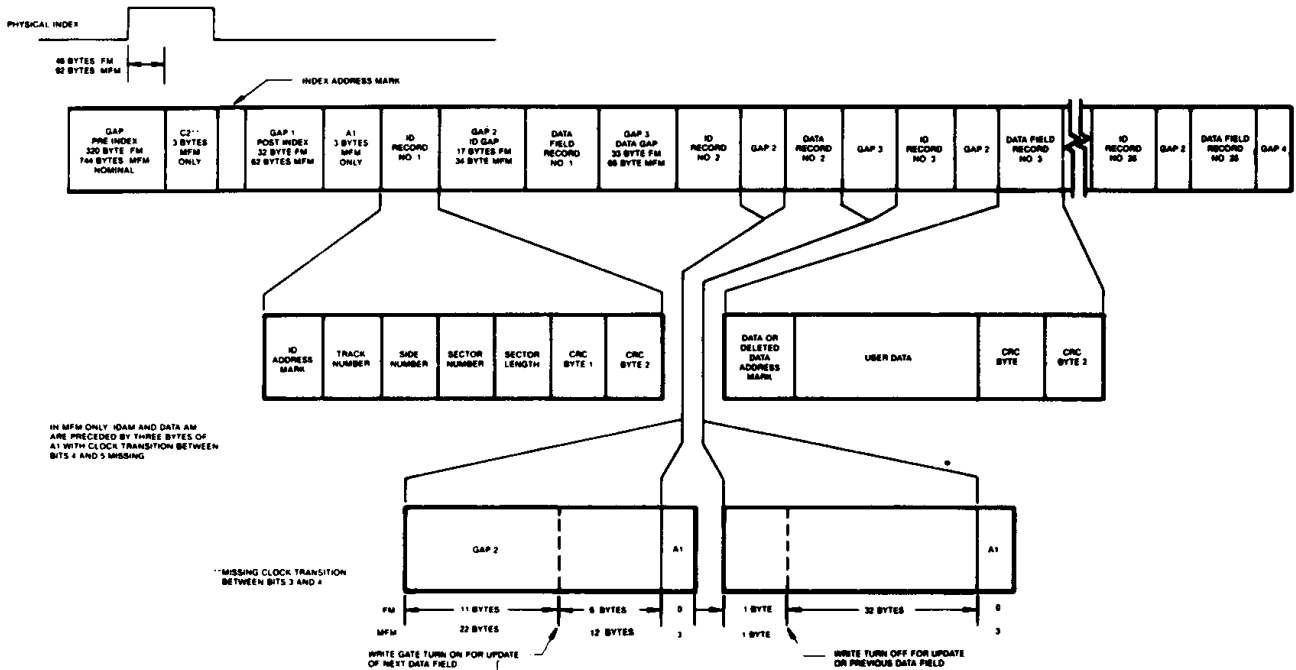 PHYSICAL INDEX
46 BYTES FM
92 BYTES MFM
INDEX ADDRESS MARK
GAP
PRE INDEX
320 BYTE FM
744 BYTES MFM
NOMINAL
C2**
3 BYTES
MFM
ONLY
GAP 1
POST INDEX
32 BYTE FM
62 BYTES MFM
A1
3 BYTES
MFM
ONLY
ID
RECORD
NO. 1
GAP 2
ID GAP
17 BYTES FM
34 BYTE MFM
DATA
FIELD
RECORD
NO. 1
GAP 3
DATA GAP
33 BYTE FM
66 BYTE MFM
ID
RECORD
NO. 2
GAP 2
DATA
RECORD
NO. 2
GAP 3
ID
RECORD
NO. 3
GAP 2
DATA FIELD
RECORD
NO. 3
ID
RECORD
NO. 26
GAP 2
DATA FIELD
RECORD
NO. 26
GAP 4
ID
ADDRESS
MARK
TRACK
NUMBER
SIDE
NUMBER
SECTOR
NUMBER
SECTOR
LENGTH
CRC
BYTE 1
CRC
BYTE 2
DATA OR
DELETED
DATA
ADDRESS
MARK
USER DATA
CRC
BYTE
CRC
BYTE 2
IN MFM ONLY IDAM AND DATA AM
ARE PRECEDED BY THREE BYTES OF
A1 WITH CLOCK TRANSITION BETWEEN
BITS 4 AND 5 MISSING
**MISSING CLOCK TRANSITION
BETWEEN BITS 3 AND 4
GAP 2
A1
A1
FM 11 BYTES 6 BYTES 0 1 BYTE 32 BYTES 0
MFM 22 BYTES 12 BYTES 3 1 BYTE 3
WRITE GATE TURN ON FOR UPDATE
OF NEXT DATA FIELD
WRITE TURN OFF FOR UPDATE
OR PREVIOUS DATA FIELD